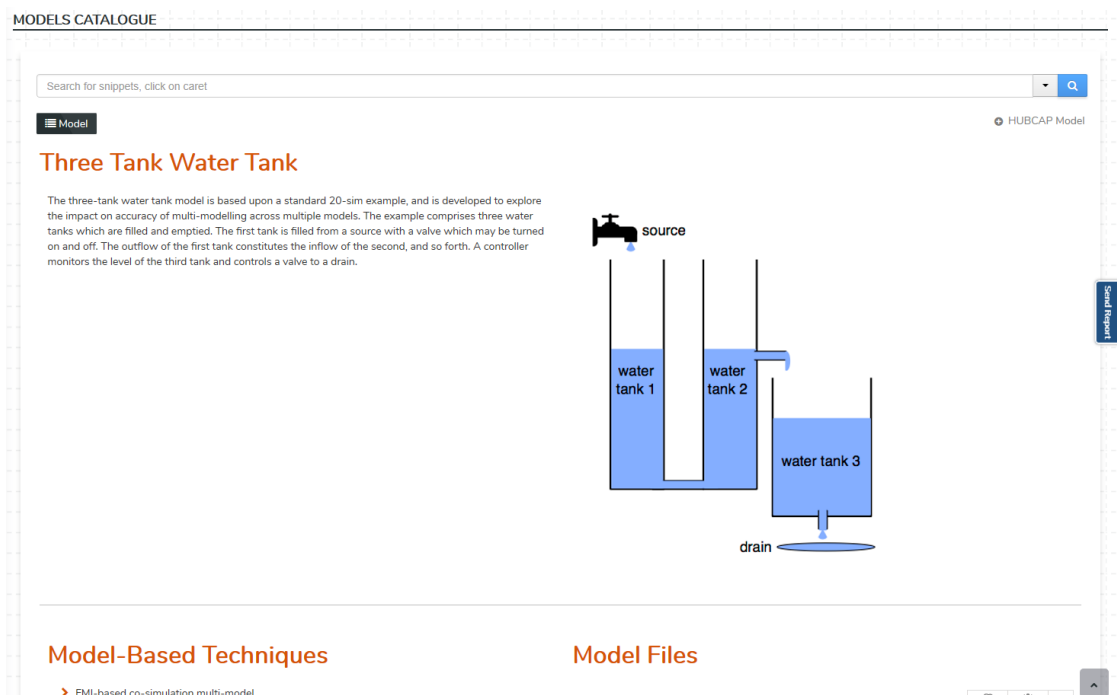 MODELS CATALOGUE
Search for snippets, click on caret
Model
HUBCAP Model
Three Tank Water Tank
The three-tank water tank model is based upon a standard 20-sim example, and is developed to explore
the impact on accuracy of multi-modelling across multiple models. The example comprises three water
tanks which are filled and emptied. The first tank is filled from a source with a valve which may be turned
on and off. The outflow of the first tank constitutes the inflow of the second, and so forth. A controller
monitors the level of the third tank and controls a valve to a drain.
source
water
tank 1
water
tank 2
water tank 3
drain
Send Report
Model-Based Techniques
FMI-based co-simulation multi-model
Model Files